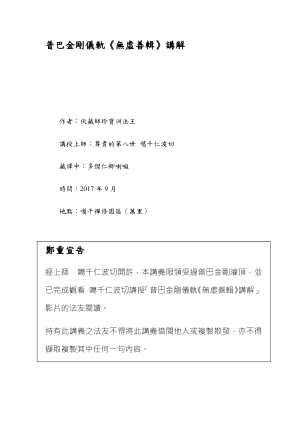 普巴金剛儀軌《無虛善輯》講解
作者：伏藏師珍寶洲法王
講授上師：尊貴的第八世 噶千仁波切
藏譯中：多傑仁卿喇嘛
時間：2017 年 9 月
地點：噶千禪修園區（萬里）
鄭重宣告
經上師　噶千仁波切開許，本講義限領受過普巴金剛灌頂，並
已完成觀看 噶千仁波切講授「普巴金剛儀軌《無虛善輯》講解」
影片的法友閱讀。
持有此講義之法友不得將此講義借閱他人或複製散發，亦不得
擷取複製其中任何一句內容。